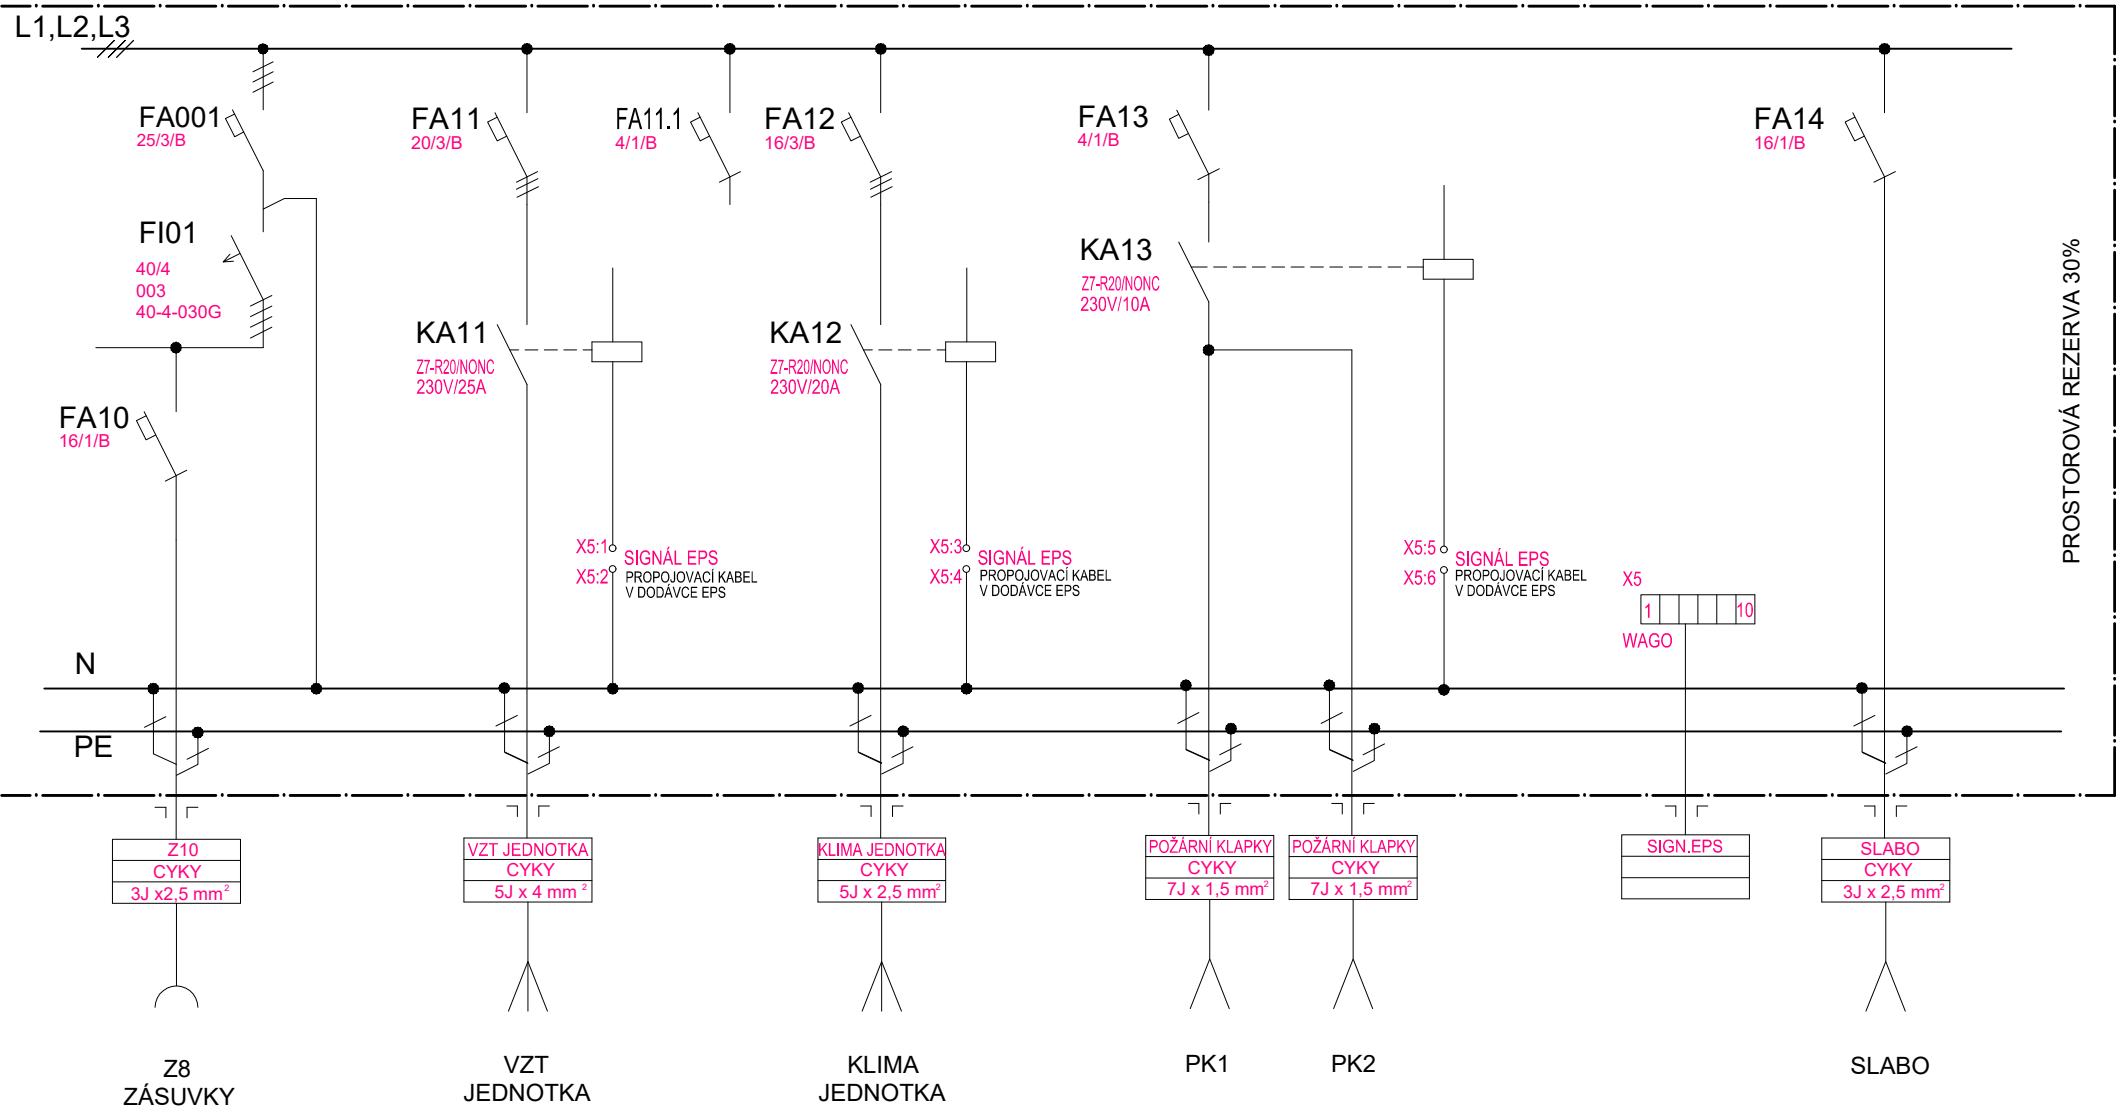 L1,L2,L3
FA001
25/3/B
FA11
20/3/B
FA11.1
4/1/B
FA12
16/3/B
FA13
4/1/B
FA14
16/1/B
FI01
40/4
003
40-4-030G
KA13
Z7-R20/NONC
230V/10A
KA11
Z7-R20/NONC
230V/25A
KA12
Z7-R20/NONC
230V/20A
FA10
16/1/B
PROSTOROVÁ REZERVA 30%
X5:1
X5:2
SIGNÁL EPS
PROPOJOVACÍ KABEL
V DODÁVCE EPS
X5:3
X5:4
SIGNÁL EPS
PROPOJOVACÍ KABEL
V DODÁVCE EPS
X5:5
X5:6
SIGNÁL EPS
PROPOJOVACÍ KABEL
V DODÁVCE EPS
X5
1 10
WAGO
N
PE
Z10
CYKY
3J x2,5 mm²
VZT JEDNOTKA
CYKY
5J x 4 mm²
KLIMA JEDNOTKA
CYKY
5J x 2,5 mm²
POŽÁRNÍ KLAPKY
CYKY
7J x 1,5 mm²
POŽÁRNÍ KLAPKY
CYKY
7J x 1,5 mm²
SIGN.EPS
SLABO
CYKY
3J x 2,5 mm²
Z8
ZÁSUVKY
VZT
JEDNOTKA
KLIMA
JEDNOTKA
PK1
PK2
SLABO